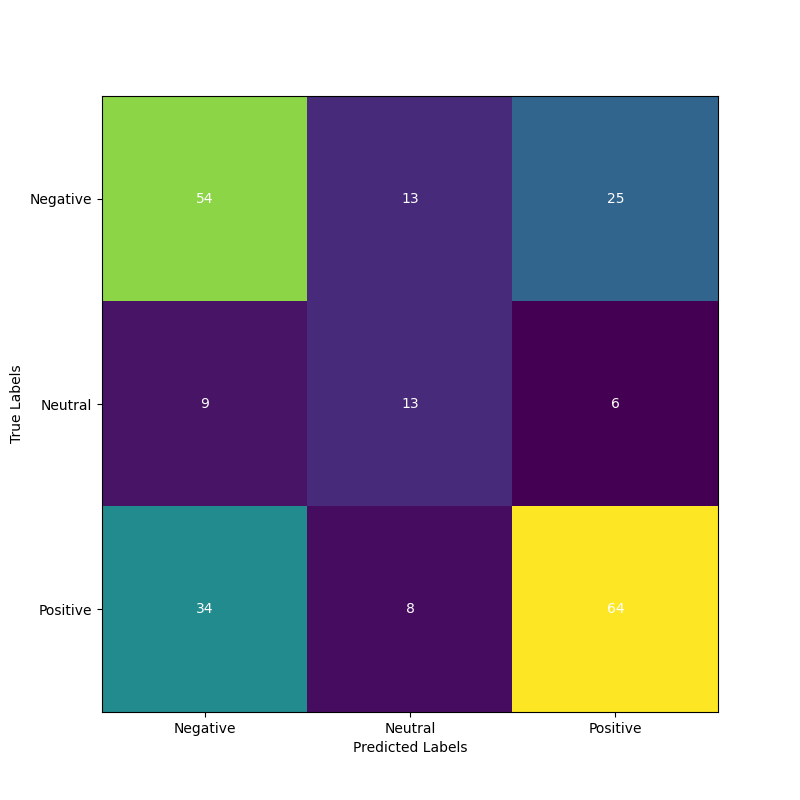 Negative 54 13 25
Neutral 9 13 6
Positive 34 8 64
Negative Neutral Positive
Predicted Labels
True Labels